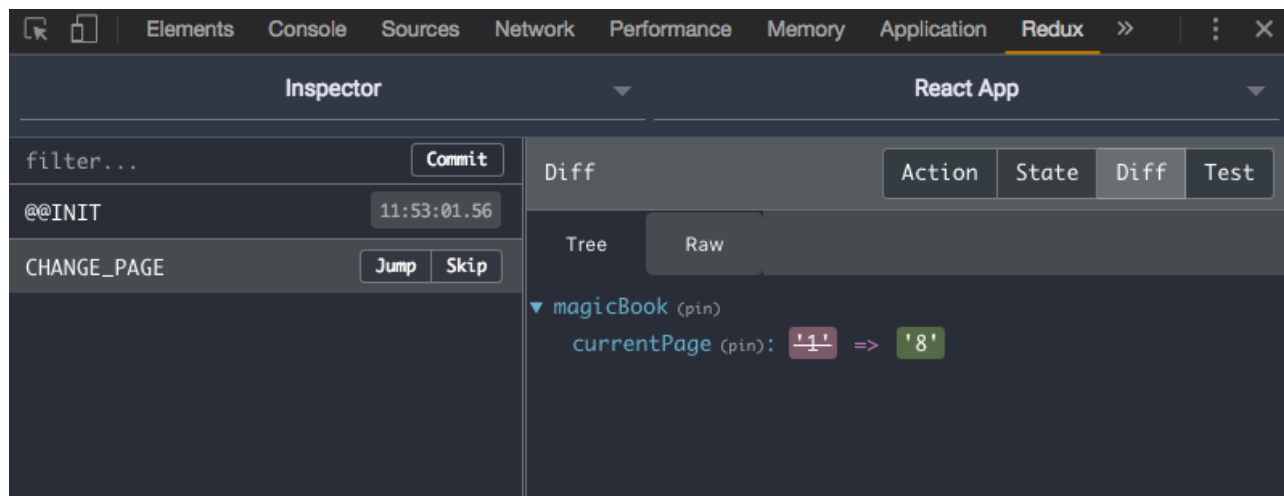 Elements Console Sources Network Performance Memory Application Redux »
Inspector React App
filter... Commit
@@INIT 11:53:01.56
CHANGE_PAGE Jump Skip
Diff Action State Diff Test
Tree Raw
magicBook (pin)
currentPage (pin): '1' => '8'